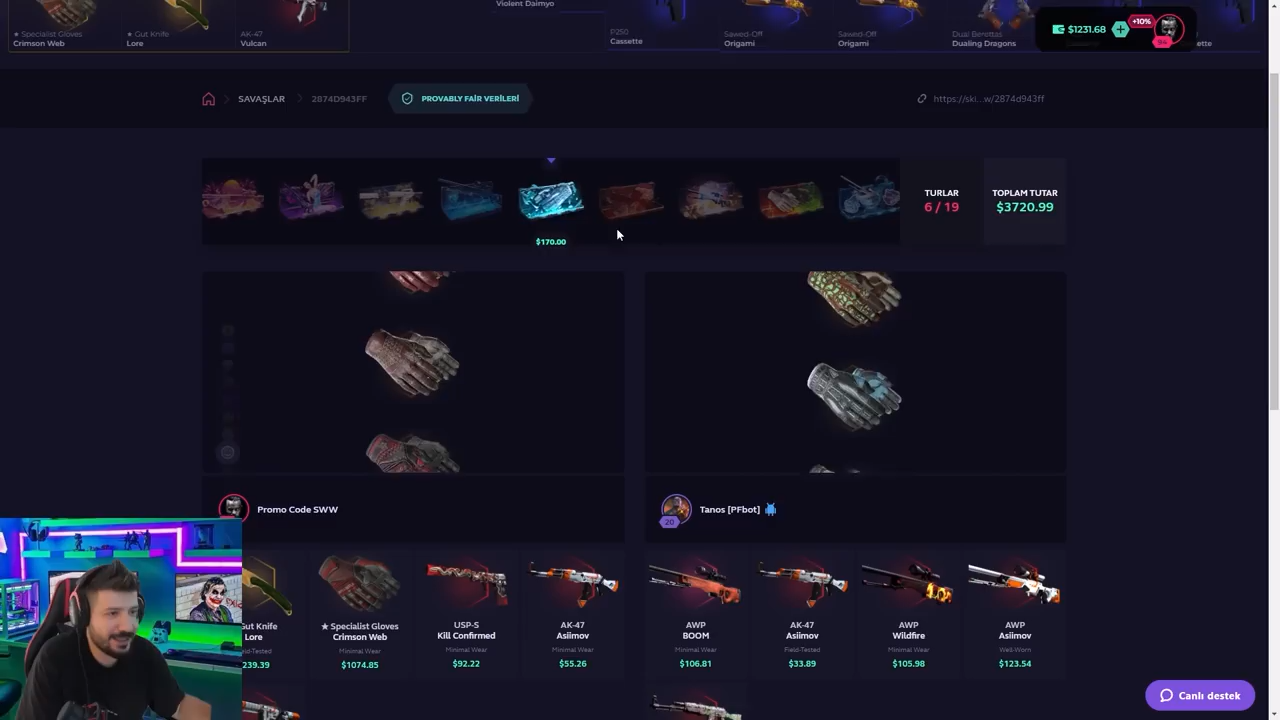 Violent Daimyo
★ Specialist Gloves
Crimson Web
★ Gut Knife
Lore
AK-47
Vulcan
P250
Cassette
Sawed-Off
Origami
Sawed-Off
Origami
Dual Berettas
Dualing Dragons
$1231.68
+10%
SAVAŞLAR
2874D943FF
PROVABLY FAİR VERİLERİ
https://ski...w/2874d943ff
TURLAR
6 / 19
TOPLAM TUTAR
$3720.99
$170.00
Promo Code SWW
20
Tanos [PFbot]
Gut Knife
Lore
ield-Tested
239.39
★ Specialist Gloves
Crimson Web
Minimal Wear
$1074.85
USP-S
Kill Confirmed
Minimal Wear
$92.22
AK-47
Asiimov
Minimal Wear
$55.26
AWP
BOOM
Minimal Wear
$106.81
AK-47
Asiimov
Field-Tested
$33.89
AWP
Wildfire
Minimal Wear
$105.98
AWP
Asiimov
Well-Worn
$123.54
Canlı destek